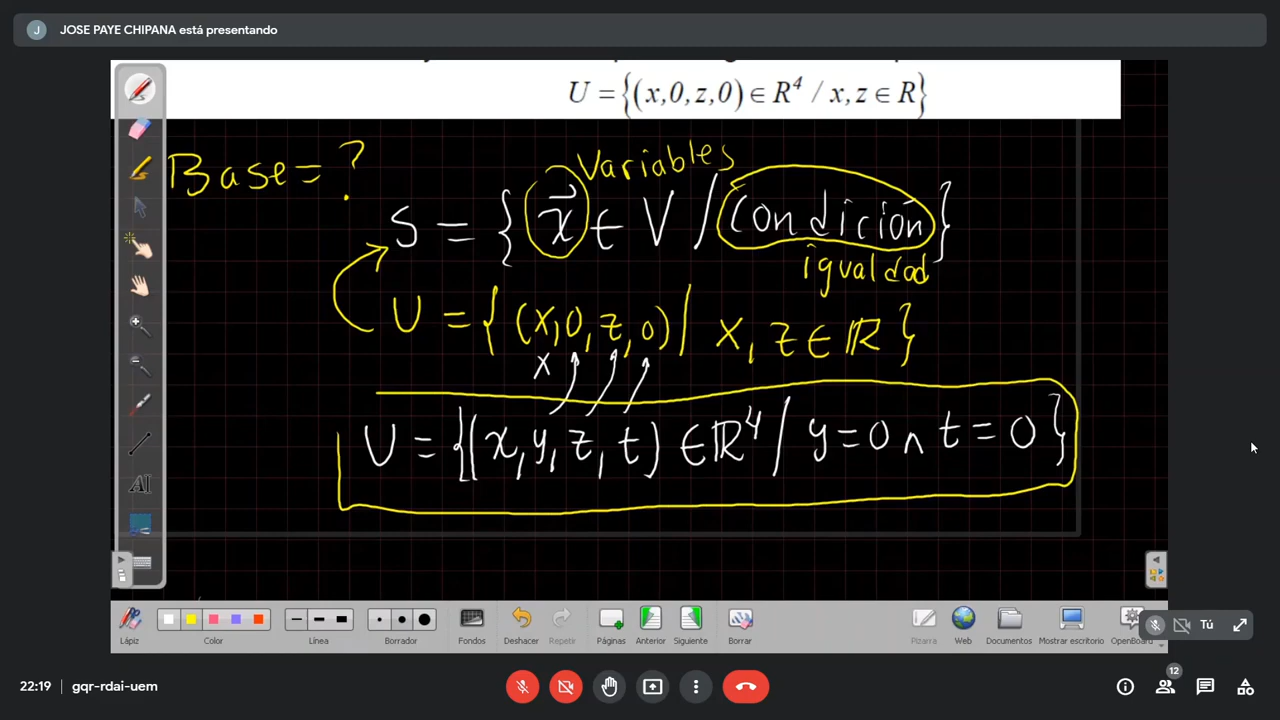 J JOSE PAYE CHIPANA está presentando
U = {(x,0,z,0) ∈ R⁴ / x,z ∈ R}
Base = ?
Variables
S = { x⃗ ∈ V / Condición }
igualdad
U = { (x,0,z,0) / x, z ∈ ℝ }
x
U = {(x,y,z,t) ∈ ℝ⁴ / y=0 ∧ t=0}
Lápiz Color Línea Borrador Fondos Deshacer Repetir Páginas Anterior Siguiente Borrar Pizarra Web Documentos Mostrar escritorio OpenBoard
Tú
22:19 | gqr-rdai-uem
12